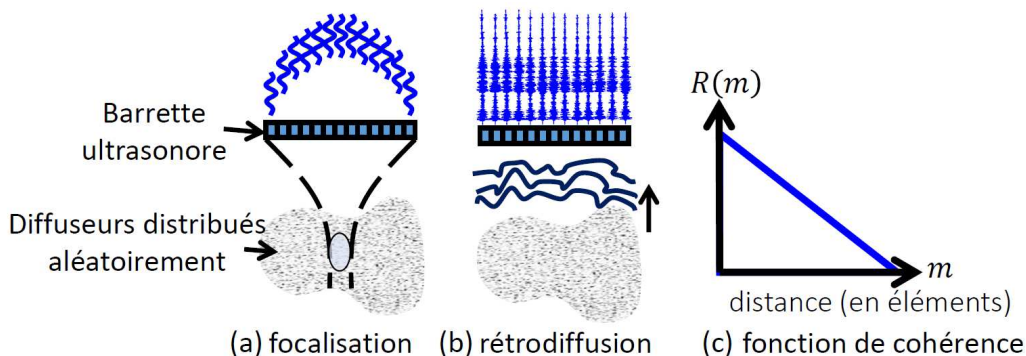 Barrette
ultrasonore
Diffuseurs distribués
aléatoirement
R(m)
m
distance (en éléments)
(a) focalisation
(b) rétrodiffusion
(c) fonction de cohérence